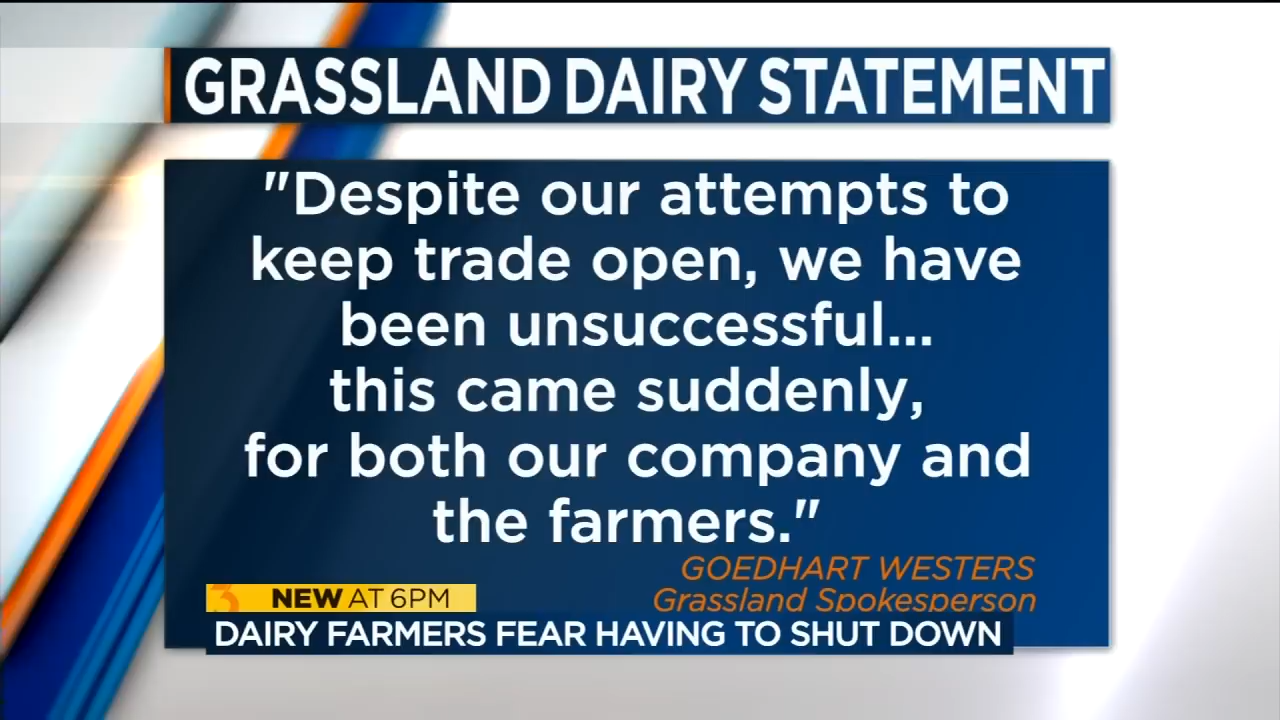 GRASSLAND DAIRY STATEMENT
"Despite our attempts to
keep trade open, we have
been unsuccessful...
this came suddenly,
for both our company and
the farmers."
GOEDHART WESTERS
Grassland Spokesperson
3 NEW AT 6PM
DAIRY FARMERS FEAR HAVING TO SHUT DOWN